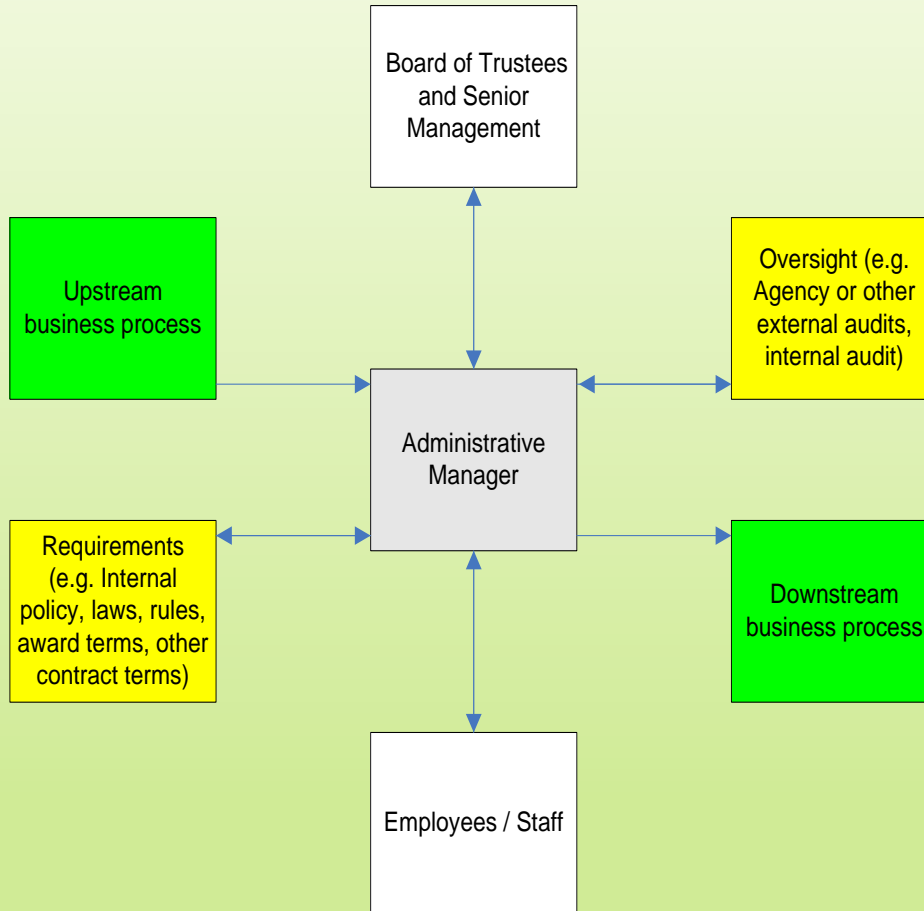 Board of Trustees
and Senior
Management
Upstream
business process
Oversight (e.g.
Agency or other
external audits,
internal audit)
Administrative
Manager
Requirements
(e.g. Internal
policy, laws, rules,
award terms, other
contract terms)
Downstream
business process
Employees / Staff